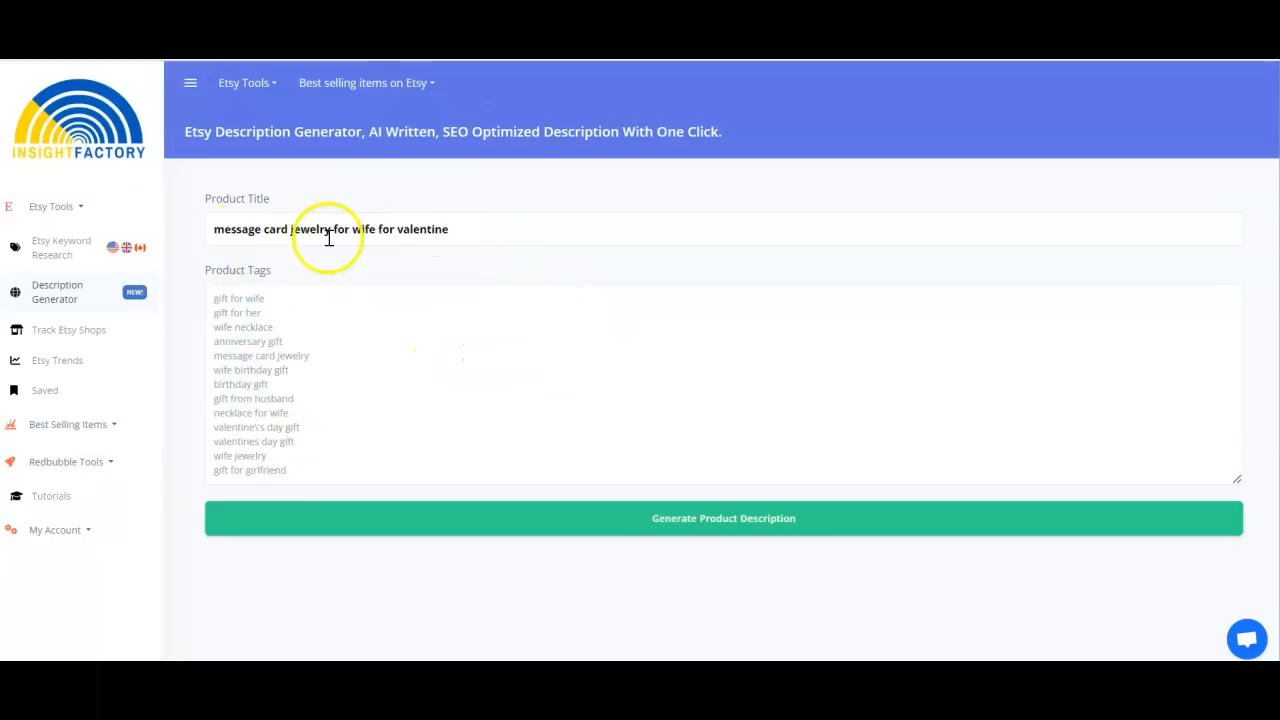 Etsy Tools
Best selling items on Etsy
Etsy Description Generator, AI Written, SEO Optimized Description With One Click.
INSIGHTFACTORY
E Etsy Tools
Etsy Keyword
Research
Description
Generator
NEW!
Track Etsy Shops
Etsy Trends
Saved
Best Selling Items
Redbubble Tools
Tutorials
My Account
Product Title
message card jewelry for wife for valentine
Product Tags
gift for wife
gift for her
wife necklace
anniversary gift
message card jewelry
wife birthday gift
birthday gift
gift from husband
necklace for wife
valentine\'s day gift
valentines day gift
wife jewelry
gift for girlfriend
Generate Product Description